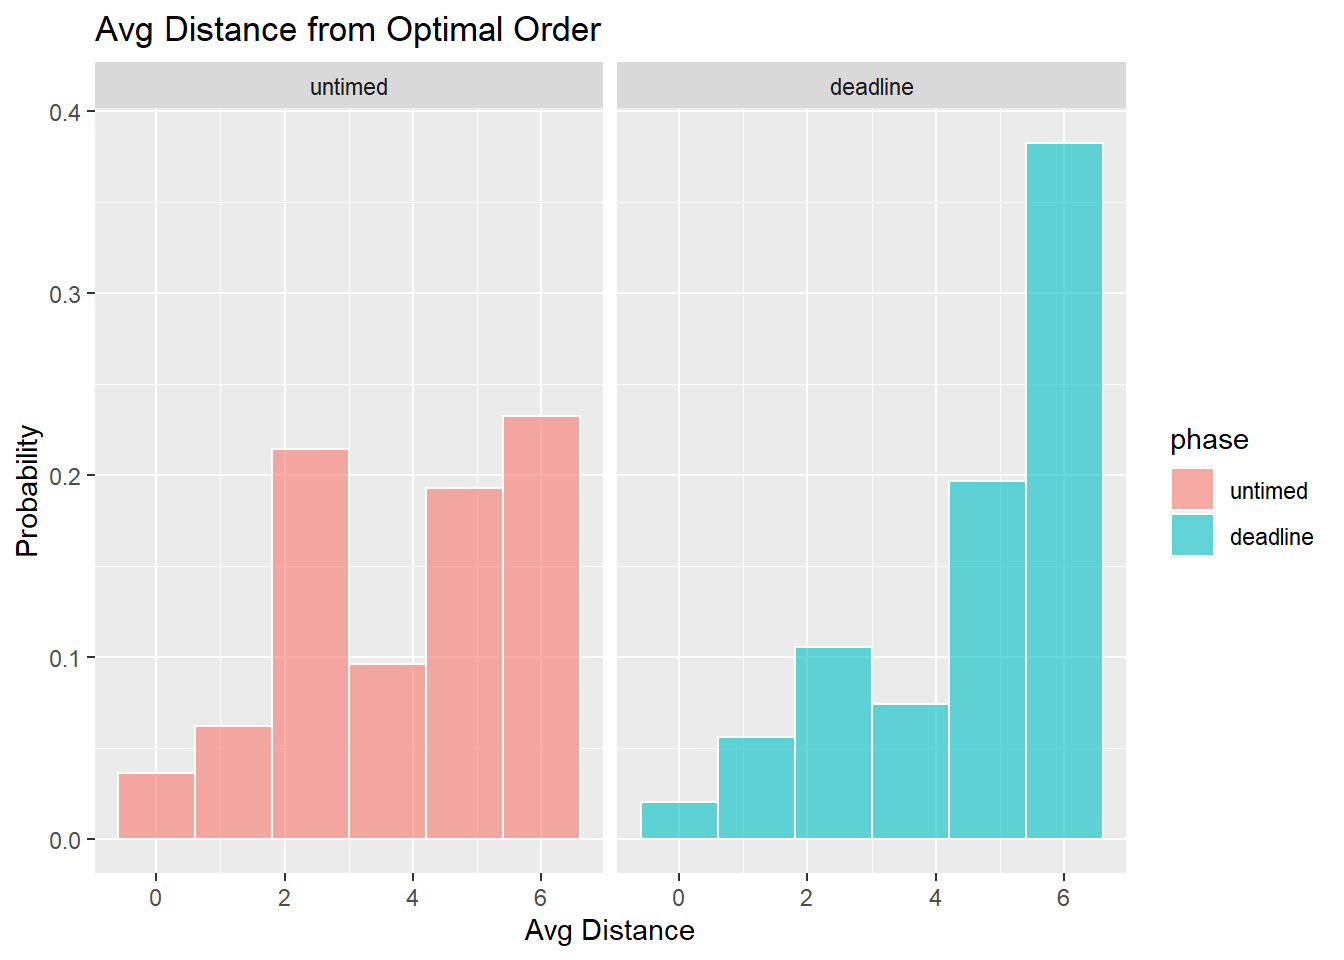 Avg Distance from Optimal Order
untimed
deadline
0.4
0.3
0.2
0.1
0.0
Probability
0 2 4 6
0 2 4 6
Avg Distance
phase
untimed
deadline